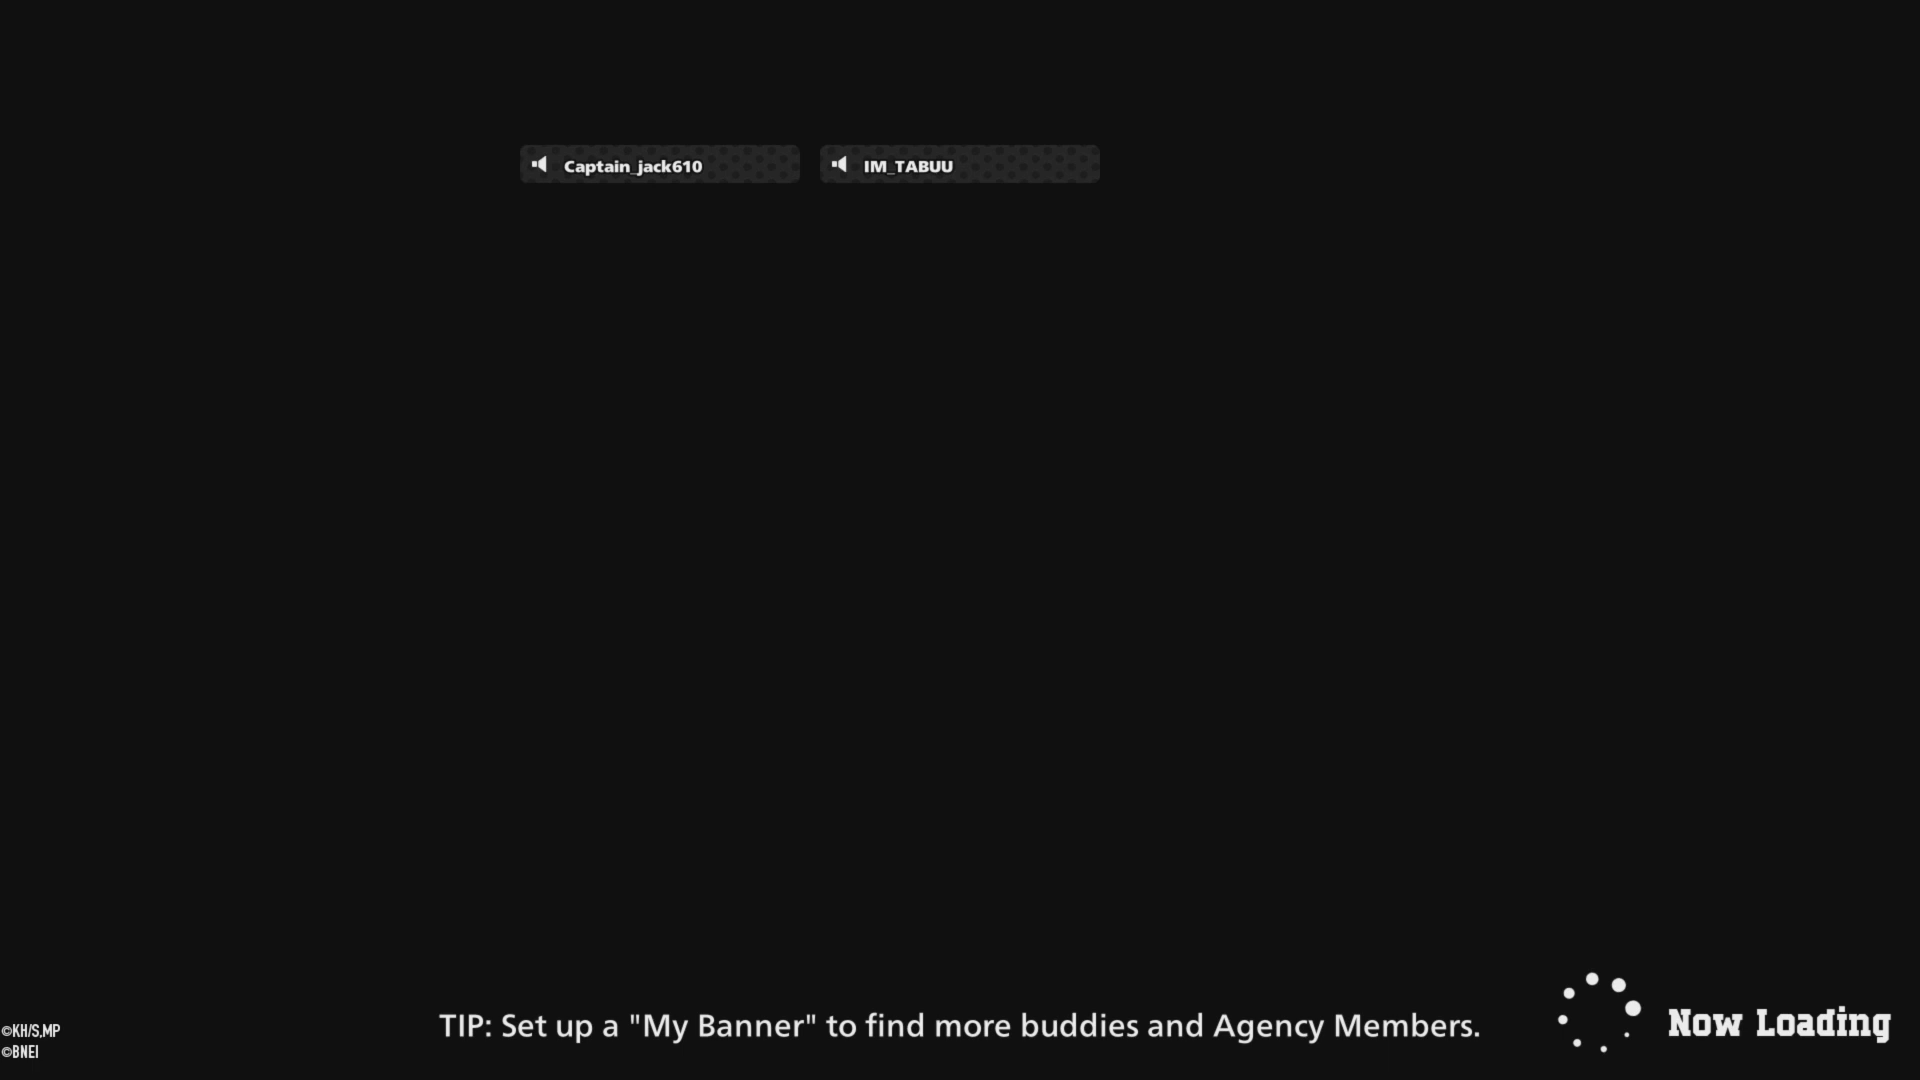 Captain_jack610
IM_TABUU
TIP: Set up a "My Banner" to find more buddies and Agency Members.
Now Loading
©KH/S,MP
©BNEI